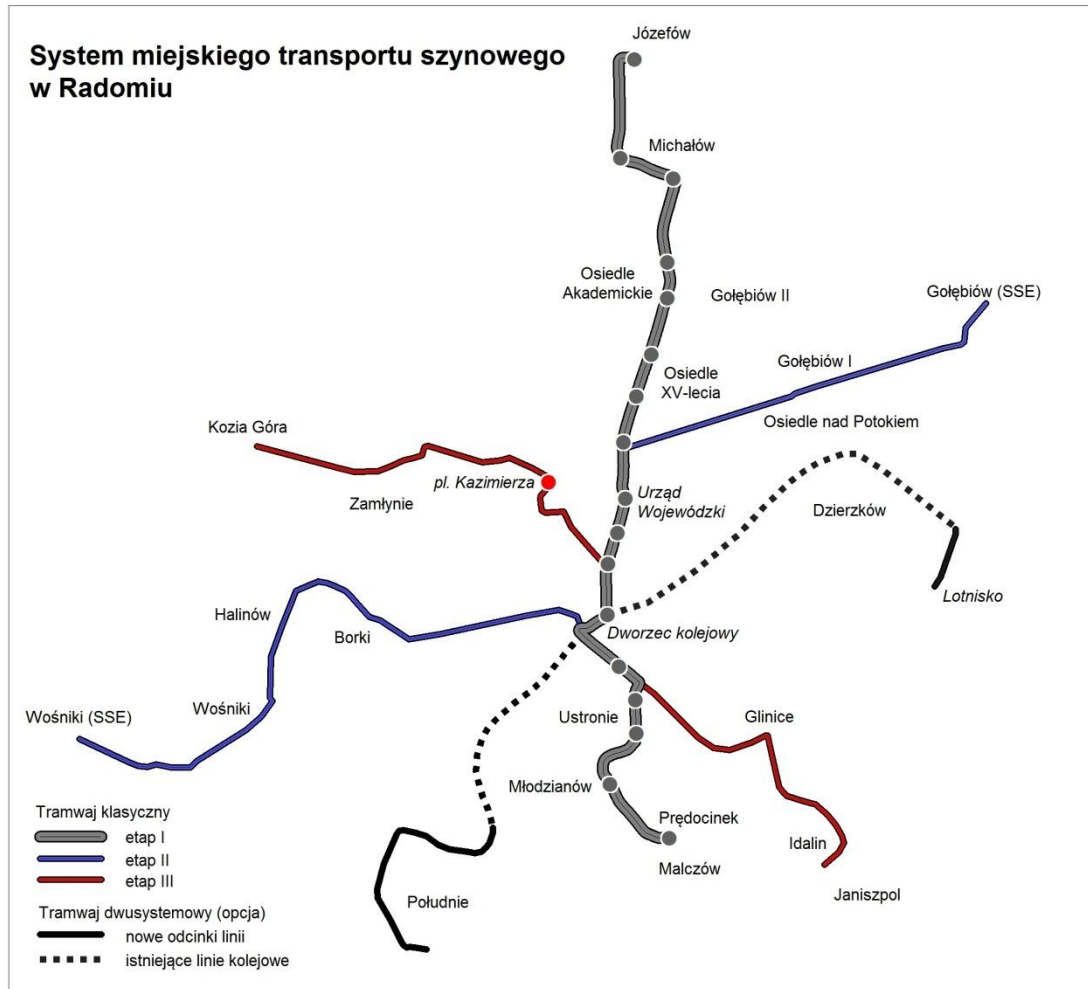 System miejskiego transportu szynowego
w Radomiu
Józefów
Michałów
Osiedle
Akademickie
Gołębiów II
Gołębiów (SSE)
Gołębiów I
Osiedle
XV-lecia
Osiedle nad Potokiem
Kozia Góra
Zamłynie
pl. Kazimierza
Urząd
Wojewódzki
Dzierzków
Lotnisko
Halinów
Borki
Dworzec kolejowy
Wośniki (SSE)
Wośniki
Ustronie
Glinice
Młodzianów
Prędocinek
Malczów
Idalin
Janiszpol
Południe
Tramwaj klasyczny
etap I
etap II
etap III
Tramwaj dwusystemowy (opcja)
nowe odcinki linii
istniejące linie kolejowe